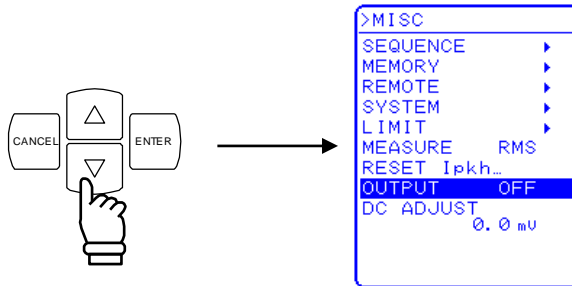 CANCEL
ENTER
>MISC
SEQUENCE
MEMORY
REMOTE
SYSTEM
LIMIT
MEASURE RMS
RESET Ipkh…
OUTPUT OFF
DC ADJUST
0.0 mV